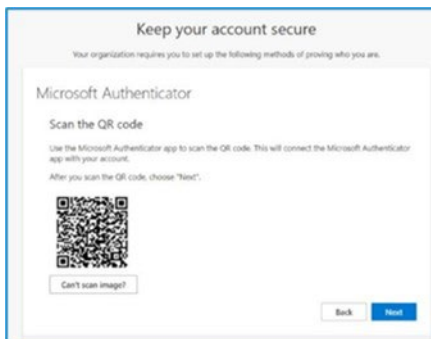 Keep your account secure
Your organization requires you to set up the following methods of proving who you are.
Microsoft Authenticator
Scan the QR code
Use the Microsoft Authenticator app to scan the QR code. This will connect the Microsoft Authenticator
app with your account.
After you scan the QR code, choose "Next".
Can't scan image?
Back Next